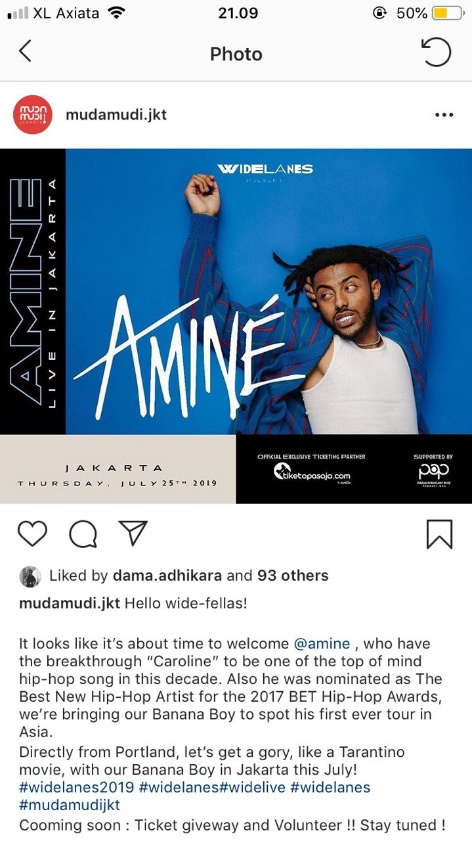 XL Axiata 21.09 50%
Photo
mudamudi.jkt
WIDELANES
AMINE
LIVE IN JAKARTA
AMINÉ
JAKARTA
THURSDAY, JULY 25TH 2019
OFFICIAL EXCLUSIVE TICKETING PARTNER
tiketapasaja.com
SUPPORTED BY
pop
Liked by dama.adhikara and 93 others
mudamudi.jkt Hello wide-fellas!
It looks like it's about time to welcome @amine , who have
the breakthrough “Caroline” to be one of the top of mind
hip-hop song in this decade. Also he was nominated as The
Best New Hip-Hop Artist for the 2017 BET Hip-Hop Awards,
we're bringing our Banana Boy to spot his first ever tour in
Asia.
Directly from Portland, let's get a gory, like a Tarantino
movie, with our Banana Boy in Jakarta this July!
#widelanes2019 #widelanes#widelive #widelanes
#mudamudijkt
Cooming soon : Ticket giveway and Volunteer !! Stay tuned !